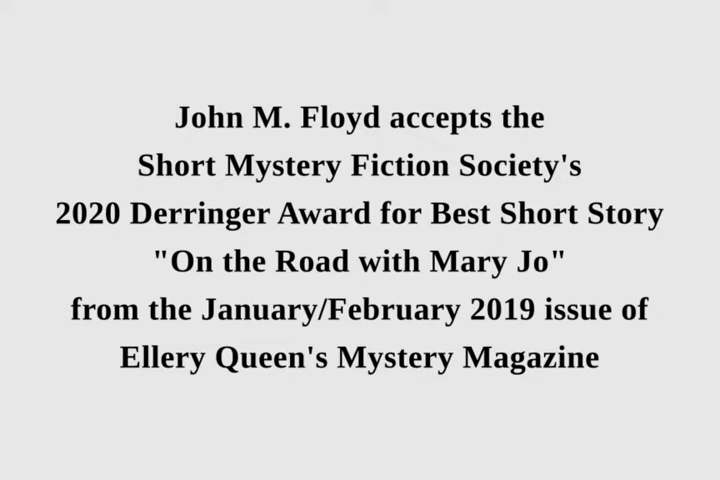 John M. Floyd accepts the
Short Mystery Fiction Society's
2020 Derringer Award for Best Short Story
"On the Road with Mary Jo"
from the January/February 2019 issue of
Ellery Queen's Mystery Magazine